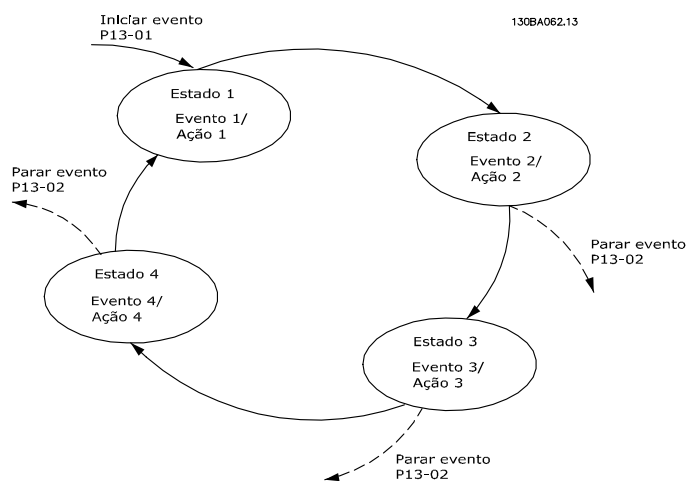 Iniciar evento
P13-01
130BA062.13
Estado 1
Evento 1/
Ação 1
Estado 2
Evento 2/
Ação 2
Parar evento
P13-02
Parar evento
P13-02
Estado 4
Evento 4/
Ação 4
Estado 3
Evento 3/
Ação 3
Parar evento
P13-02